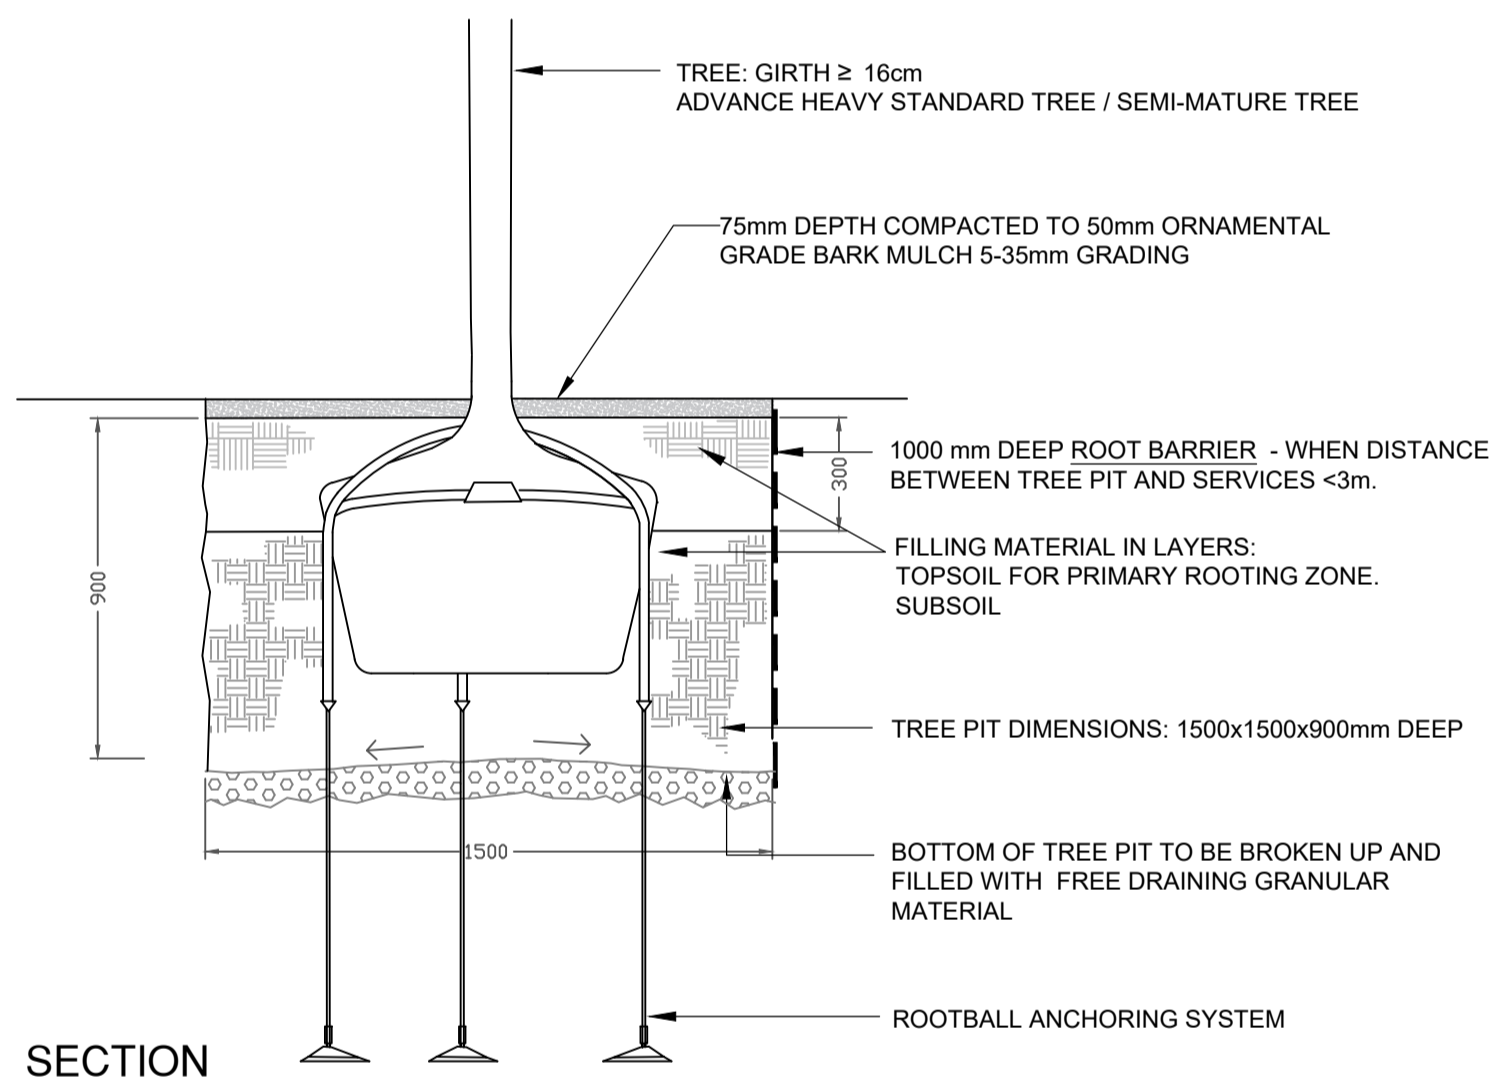 TREE: GIRTH ≥ 16cm
ADVANCE HEAVY STANDARD TREE / SEMI-MATURE TREE
75mm DEPTH COMPACTED TO 50mm ORNAMENTAL
GRADE BARK MULCH 5-35mm GRADING
1000 mm DEEP ROOT BARRIER - WHEN DISTANCE
BETWEEN TREE PIT AND SERVICES <3m.
300
FILLING MATERIAL IN LAYERS:
TOPSOIL FOR PRIMARY ROOTING ZONE.
SUBSOIL
900
TREE PIT DIMENSIONS: 1500x1500x900mm DEEP
1500
BOTTOM OF TREE PIT TO BE BROKEN UP AND
FILLED WITH FREE DRAINING GRANULAR
MATERIAL
ROOTBALL ANCHORING SYSTEM
SECTION